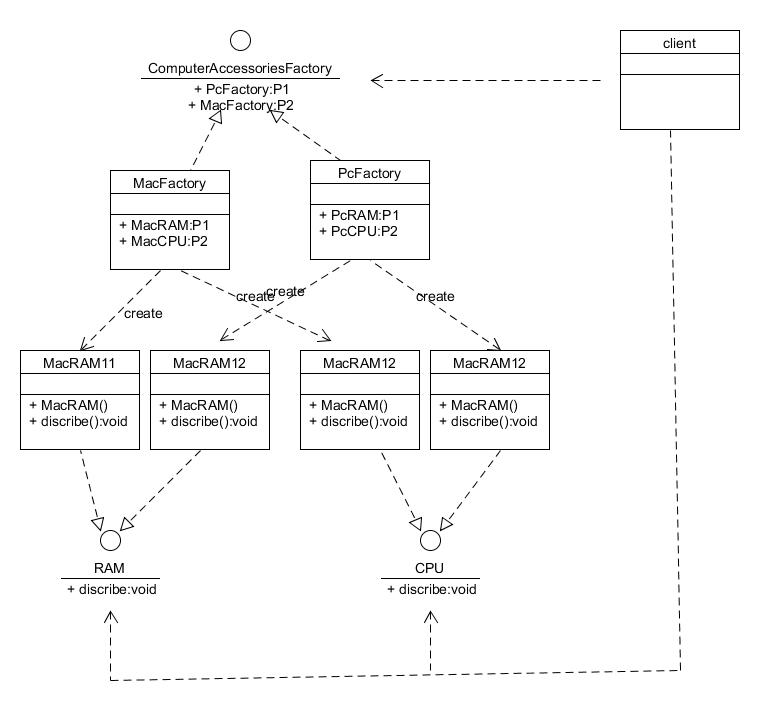 client
ComputerAccessoriesFactory
+ PcFactory:P1
+ MacFactory:P2
MacFactory
+ MacRAM:P1
+ MacCPU:P2
PcFactory
+ PcRAM:P1
+ PcCPU:P2
create
create
create
create
MacRAM11
+ MacRAM()
+ discribe():void
MacRAM12
+ MacRAM()
+ discribe():void
MacRAM12
+ MacRAM()
+ discribe():void
MacRAM12
+ MacRAM()
+ discribe():void
RAM
+ discribe:void
CPU
+ discribe:void